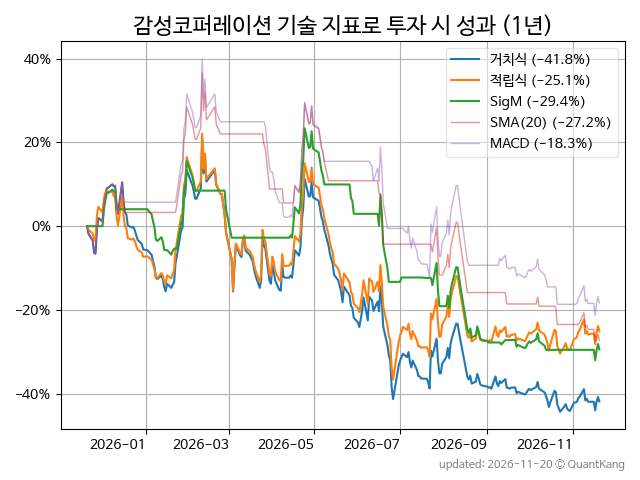 감성코퍼레이션 기술 지표로 투자 시 성과 (1년)
거치식 (−41.8%)
적립식 (−25.1%)
SigM (−29.4%)
SMA(20) (−27.2%)
MACD (−18.3%)
40%
20%
0%
−20%
−40%
2026−01 2026−03 2026−05 2026−07 2026−09 2026−11
updated: 2026−11−20 ⓒ QuantKang